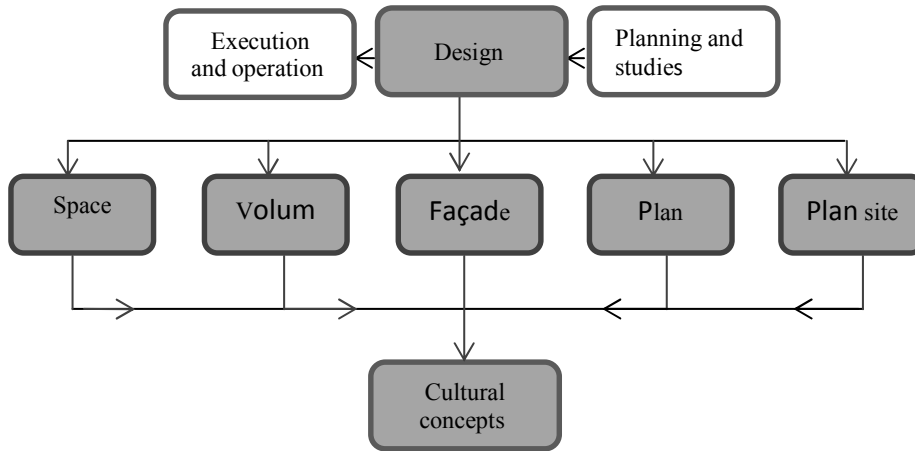 Execution
and operation
Design
Planning and
studies
Space
Volum
Façade
Plan
Plan site
Cultural
concepts